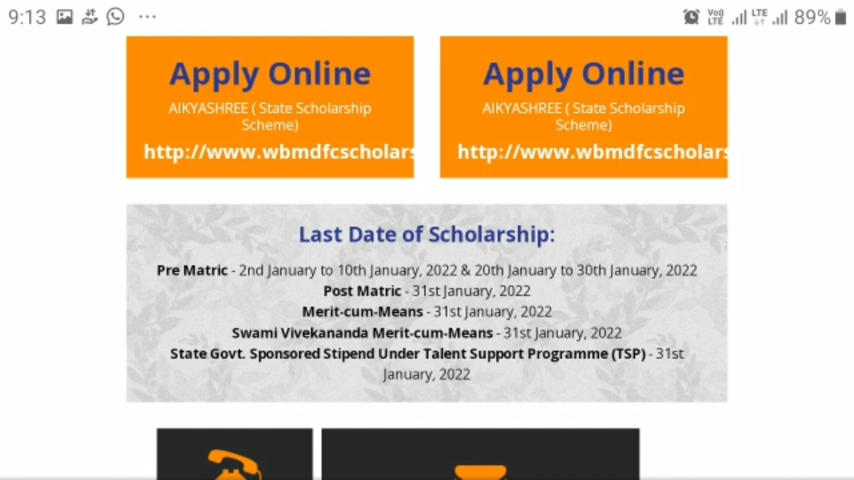 9:13
LTE 89%
Apply Online
AIKYASHREE ( State Scholarship
Scheme)
http://www.wbmdfcscholars
Apply Online
AIKYASHREE ( State Scholarship
Scheme)
http://www.wbmdfcscholars
Last Date of Scholarship:
Pre Matric - 2nd January to 10th January, 2022 & 20th January to 30th January, 2022
Post Matric - 31st January, 2022
Merit-cum-Means - 31st January, 2022
Swami Vivekananda Merit-cum-Means - 31st January, 2022
State Govt. Sponsored Stipend Under Talent Support Programme (TSP) - 31st
January, 2022